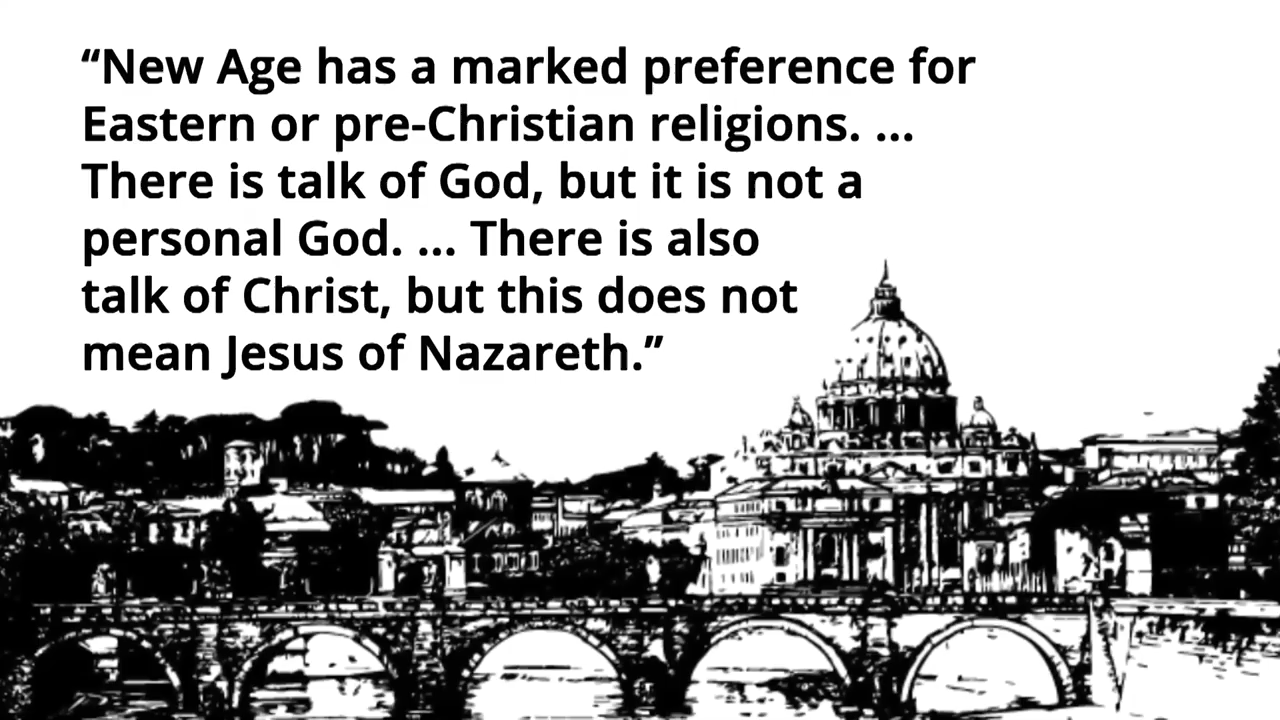 “New Age has a marked preference for
Eastern or pre-Christian religions. ...
There is talk of God, but it is not a
personal God. ... There is also
talk of Christ, but this does not
mean Jesus of Nazareth.”